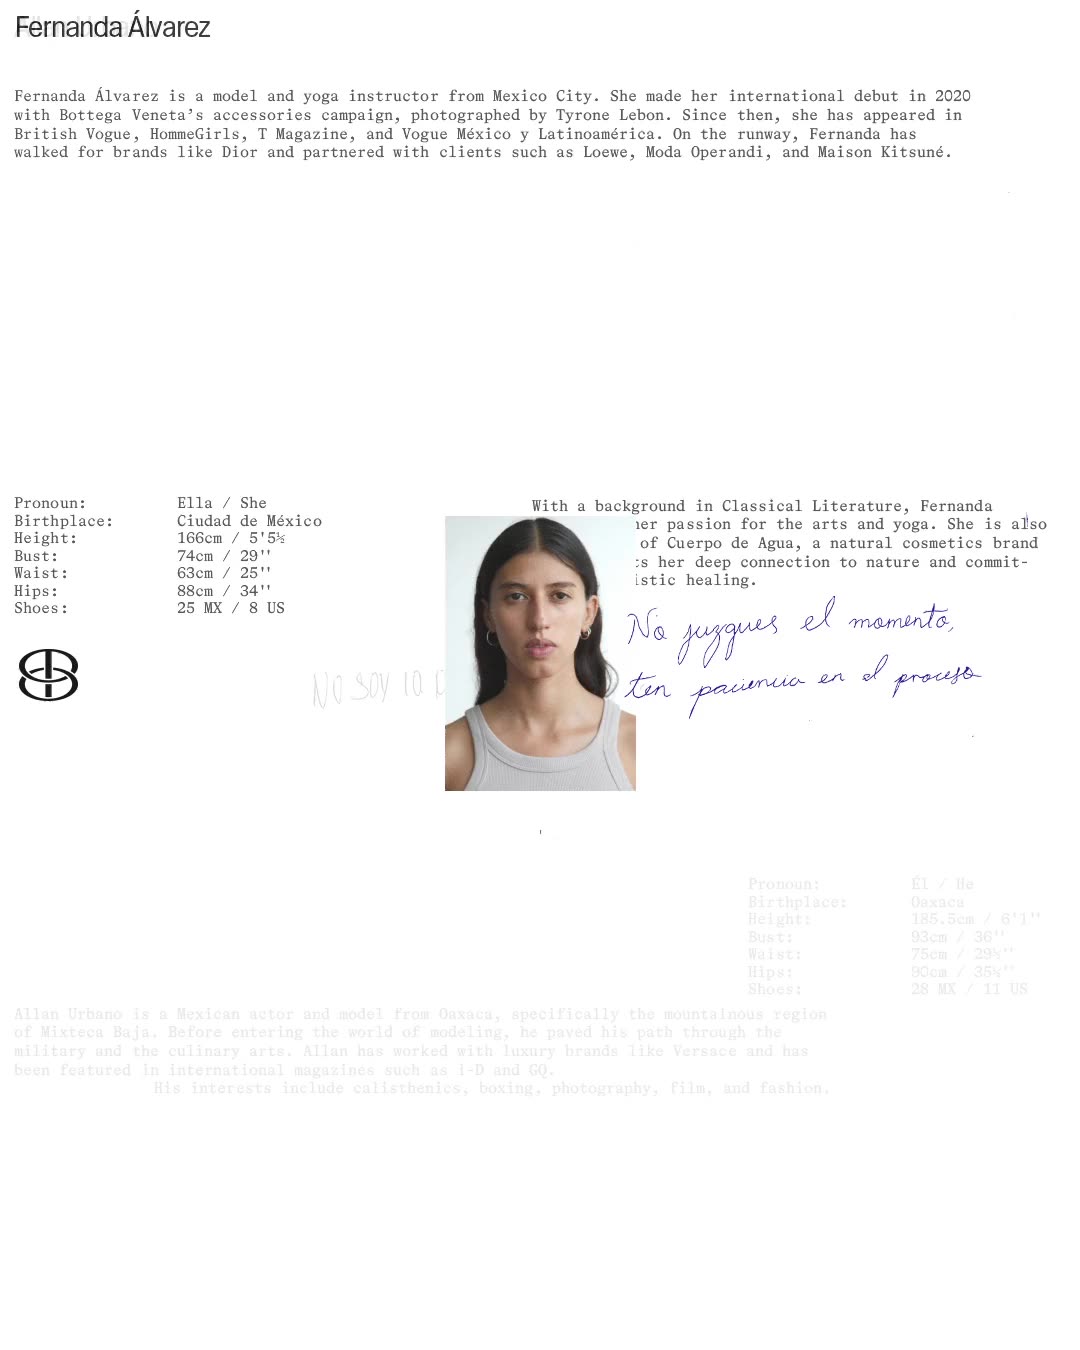 Fernanda Álvarez
Fernanda Álvarez is a model and yoga instructor from Mexico City. She made her international debut in 2020
with Bottega Veneta’s accessories campaign, photographed by Tyrone Lebon. Since then, she has appeared in
British Vogue, HommeGirls, T Magazine, and Vogue México y Latinoamérica. On the runway, Fernanda has
walked for brands like Dior and partnered with clients such as Loewe, Moda Operandi, and Maison Kitsuné.
Pronoun: Ella / She
Birthplace: Ciudad de México
Height: 166cm / 5'5½
Bust: 74cm / 29''
Waist: 63cm / 25''
Hips: 88cm / 34''
Shoes: 25 MX / 8 US
With a background in Classical Literature, Fernanda
her passion for the arts and yoga. She is also
of Cuerpo de Agua, a natural cosmetics brand
her deep connection to nature and commit-
healing.
No juzgues el momento,
ten paciencia en el proceso
No soy la
Pronoun: Él / He
Birthplace: Oaxaca
Height: 185.5cm / 6'1''
Bust: 93cm / 36''
Waist: 75cm / 29½''
Hips: 90cm / 35½''
Shoes: 28 MX / 11 US
Allan Urbano is a Mexican actor and model from Oaxaca, specifically the mountainous region
of Mixteca Baja. Before entering the world of modeling, he paved his path through the
military and the culinary arts. Allan has worked with luxury brands like Versace and has
been featured in international magazines such as i-D and GQ.
His interests include calisthenics, boxing, photography, film, and fashion.